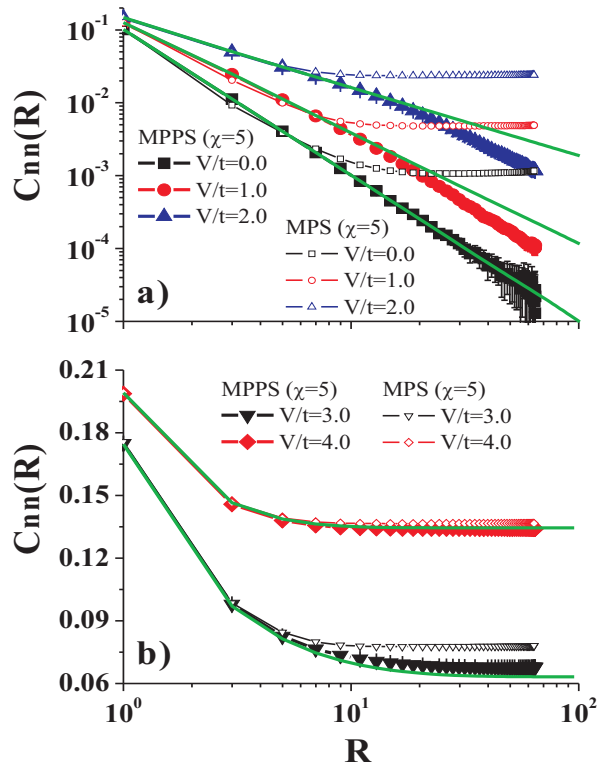 10⁻¹
10⁻²
10⁻³
10⁻⁴
10⁻⁵
Cnn(R)
MPPS (χ=5)
V/t=0.0
V/t=1.0
V/t=2.0
MPS (χ=5)
V/t=0.0
V/t=1.0
V/t=2.0
a)
0.21
0.18
0.15
0.12
0.09
0.06
Cnn(R)
MPPS (χ=5)
V/t=3.0
V/t=4.0
MPS (χ=5)
V/t=3.0
V/t=4.0
b)
10⁰
10¹
10²
R